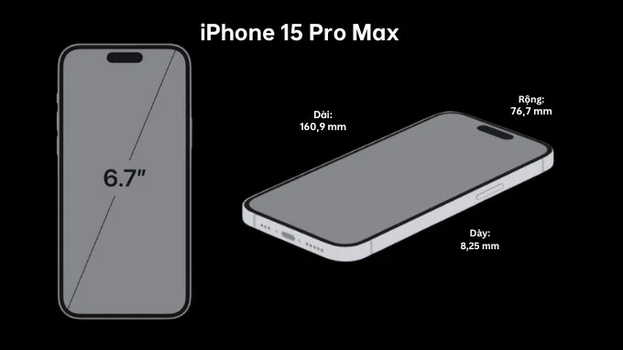 iPhone 15 Pro Max
6.7"
Dài:
160,9 mm
Rộng:
76,7 mm
Dày:
8,25 mm